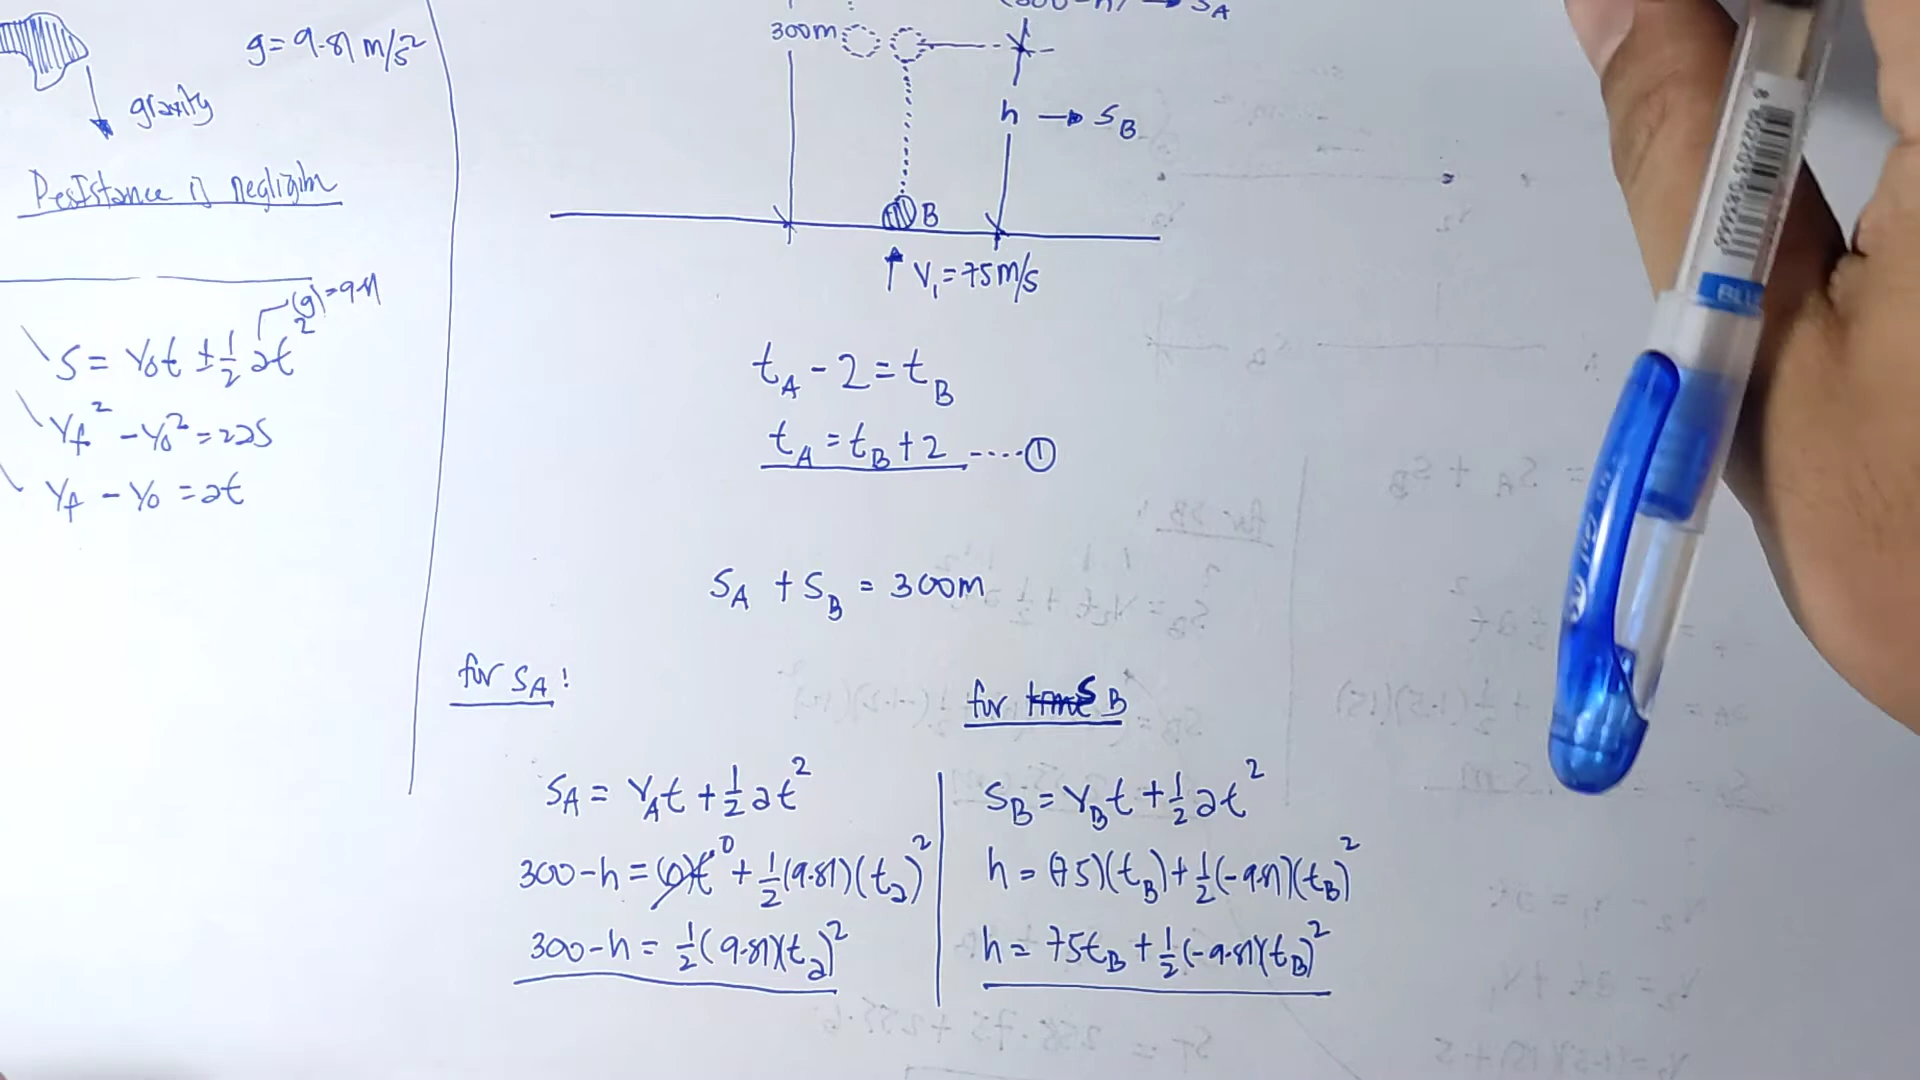 g = 9.81 m/s²
gravity
Resistance is
S = V₀t ± ½ at²
(g) = 9.81
V_f² - V₀² = 2aS
V_f - V₀ = at
S_A
300m
h → S_B
B
V₁ = 75 m/s
t_A - 2 = t_B
t_A = t_B + 2 ....①
S_A + S_B = 300m
for S_A :
S_A = V_A t + ½ at²
300 - h = (0)t⁰ + ½ (9.81)(t_a)²
300 - h = ½ (9.81)(t_a)²
for S B
S_B = V_B t + ½ at²
h = (75)(t_B) + ½ (-9.81)(t_B)²
h = 75t_B + ½ (-9.81)(t_B)²
BLU